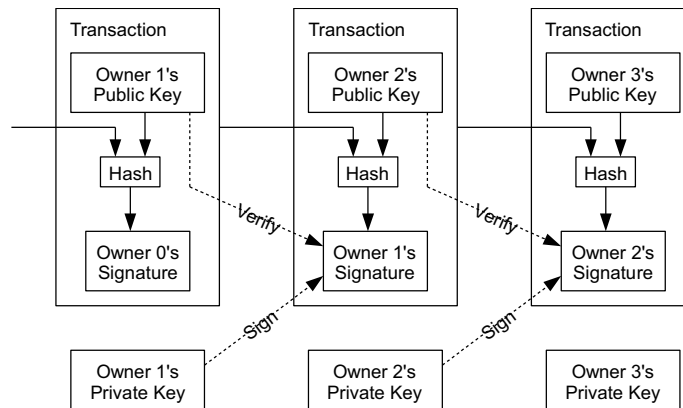 Transaction
Owner 1's
Public Key
Hash
Owner 0's
Signature
Transaction
Owner 2's
Public Key
Hash
Verify
Owner 1's
Signature
Transaction
Owner 3's
Public Key
Hash
Verify
Owner 2's
Signature
Sign
Sign
Owner 1's
Private Key
Owner 2's
Private Key
Owner 3's
Private Key